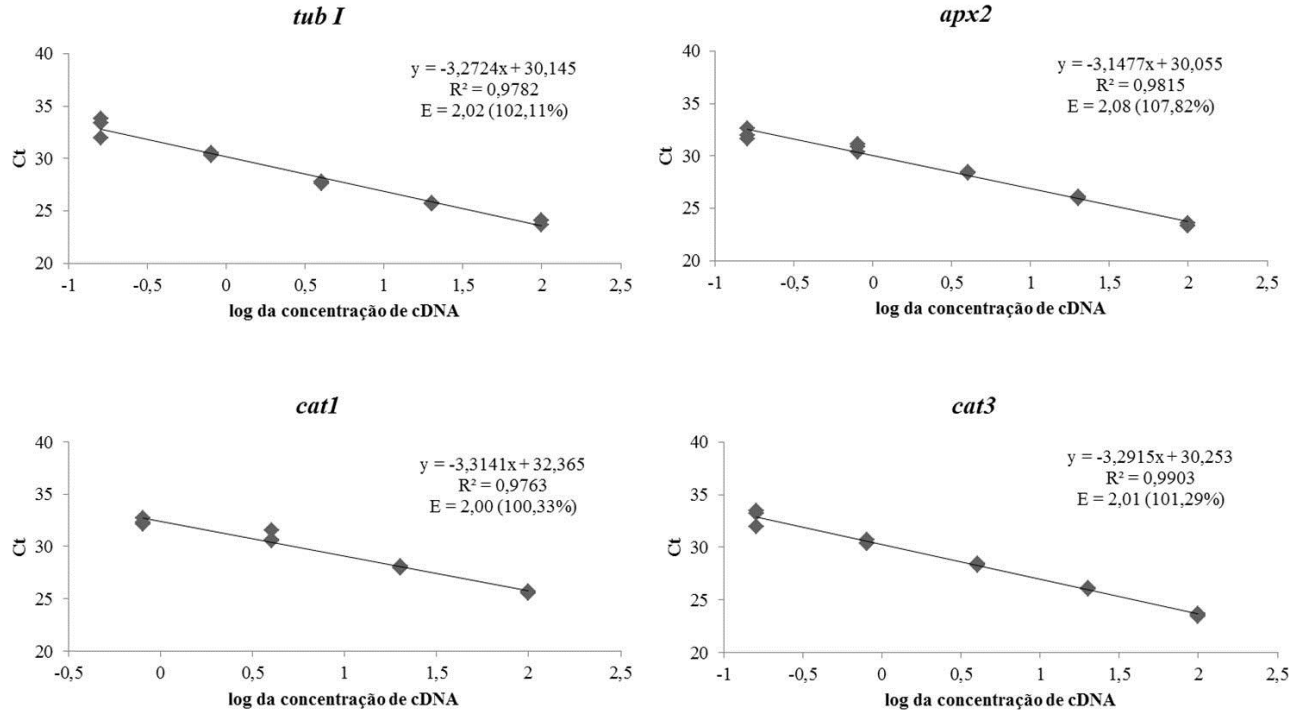 tub I
y = -3,2724x + 30,145
R² = 0,9782
E = 2,02 (102,11%)
40
35
30
25
20
Ct
-1 -0,5 0 0,5 1 1,5 2 2,5
log da concentração de cDNA
apx2
y = -3,1477x + 30,055
R² = 0,9815
E = 2,08 (107,82%)
40
35
30
25
20
Ct
-1 -0,5 0 0,5 1 1,5 2 2,5
log da concentração de cDNA
cat1
y = -3,3141x + 32,365
R² = 0,9763
E = 2,00 (100,33%)
40
35
30
25
20
Ct
-0,5 0 0,5 1 1,5 2 2,5
log da concentração de cDNA
cat3
y = -3,2915x + 30,253
R² = 0,9903
E = 2,01 (101,29%)
40
35
30
25
20
Ct
-1 -0,5 0 0,5 1 1,5 2 2,5
log da concentração de cDNA